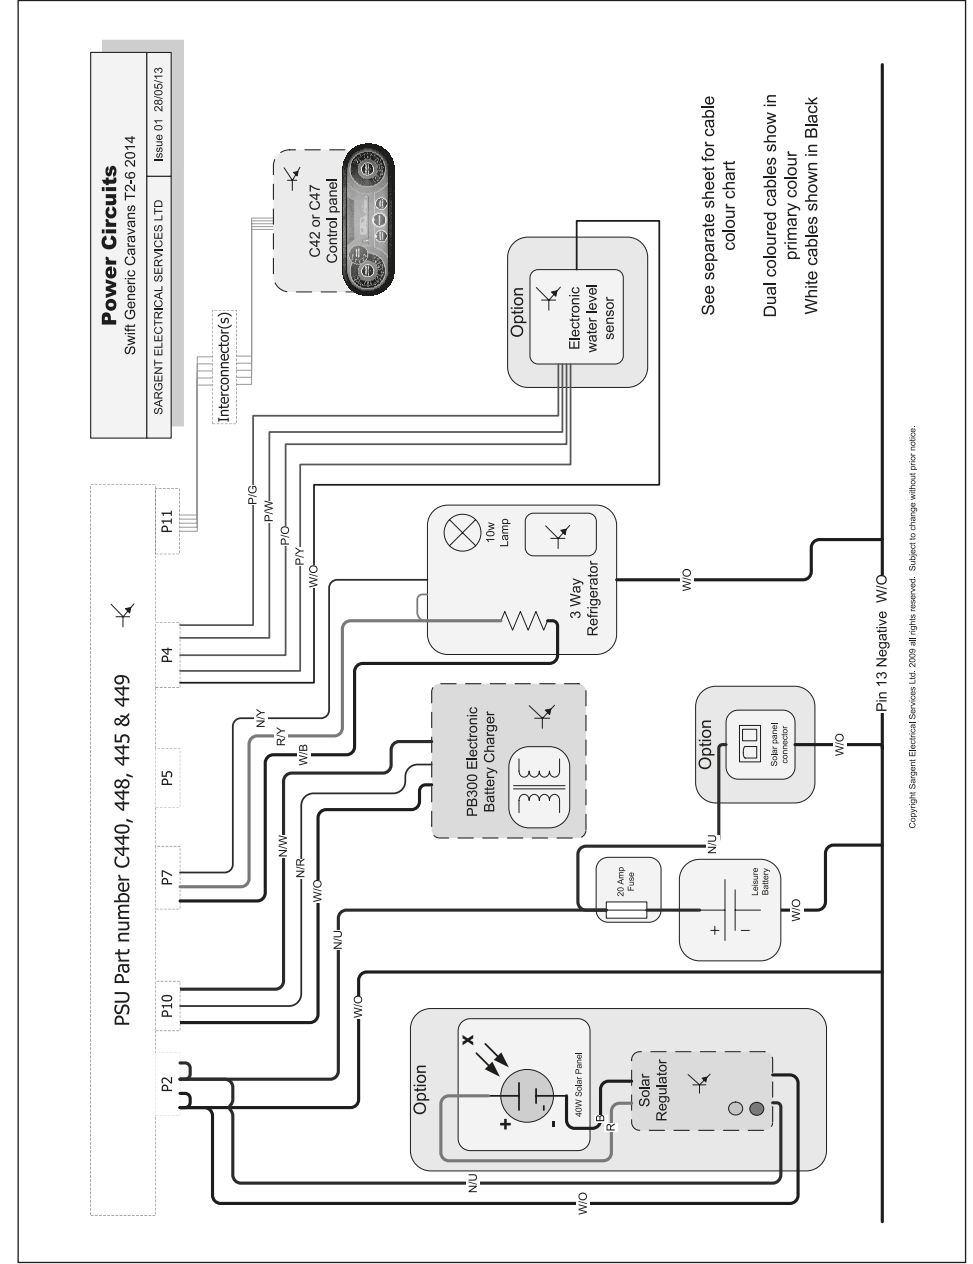 Power Circuits
Swift Generic Caravans T2-6 2014
SARGENT ELECTRICAL SERVICES LTD
Issue 01 28/05/13
PSU Part number C440, 448, 445 & 449
P2
P10
P7
P5
P4
P11
Interconnector(s)
C42 or C47
Control panel
P/G
P/W
P/O
P/Y
W/O
N/Y
R/Y
W/B
N/W
N/R
W/O
N/U
W/O
Option
Electronic
water level
sensor
10w
Lamp
3 Way
Refrigerator
W/O
PB300 Electronic
Battery Charger
Option
Solar panel
connector
W/O
N/U
20 Amp
Fuse
+
-
Leisure
Battery
W/O
Option
X
+
-
-
40W Solar Panel
B
R
Solar
Regulator
N/U
W/O
Pin 13 Negative W/O
See separate sheet for cable
colour chart
Dual coloured cables show in
primary colour
White cables shown in Black
Copyright Sargent Electrical Services Ltd. 2009 all rights reserved. Subject to change without prior notice.